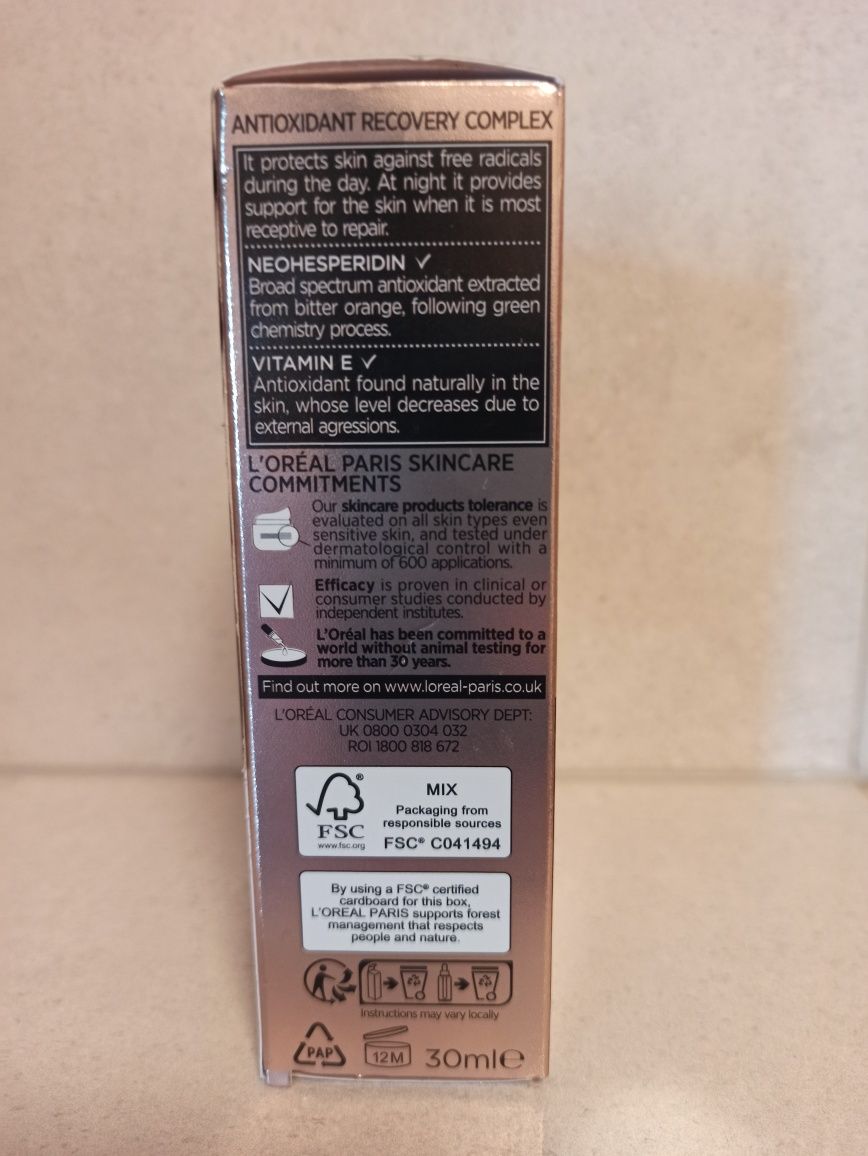 ANTIOXIDANT RECOVERY COMPLEX
It protects skin against free radicals
during the day. At night it provides
support for the skin when it is most
receptive to repair.
NEOHESPERIDIN ✓
Broad spectrum antioxidant extracted
from bitter orange, following green
chemistry process.
VITAMIN E ✓
Antioxidant found naturally in the
skin, whose level decreases due to
external agressions.
L'ORÉAL PARIS SKINCARE
COMMITMENTS
Our skincare products tolerance is
evaluated on all skin types even
sensitive skin, and tested under
dermatological control with a
minimum of 600 applications.
Efficacy is proven in clinical or
consumer studies conducted by
independent institutes.
L'Oréal has been committed to a
world without animal testing for
more than 30 years.
Find out more on www.loreal-paris.co.uk
L'ORÉAL CONSUMER ADVISORY DEPT:
UK 0800 0304 032
ROI 1800 818 672
®
FSC
www.fsc.org
MIX
Packaging from
responsible sources
FSC® C041494
By using a FSC® certified
cardboard for this box,
L'OREAL PARIS supports forest
management that respects
people and nature.
Instructions may vary locally
PAP
12M
30ml℮